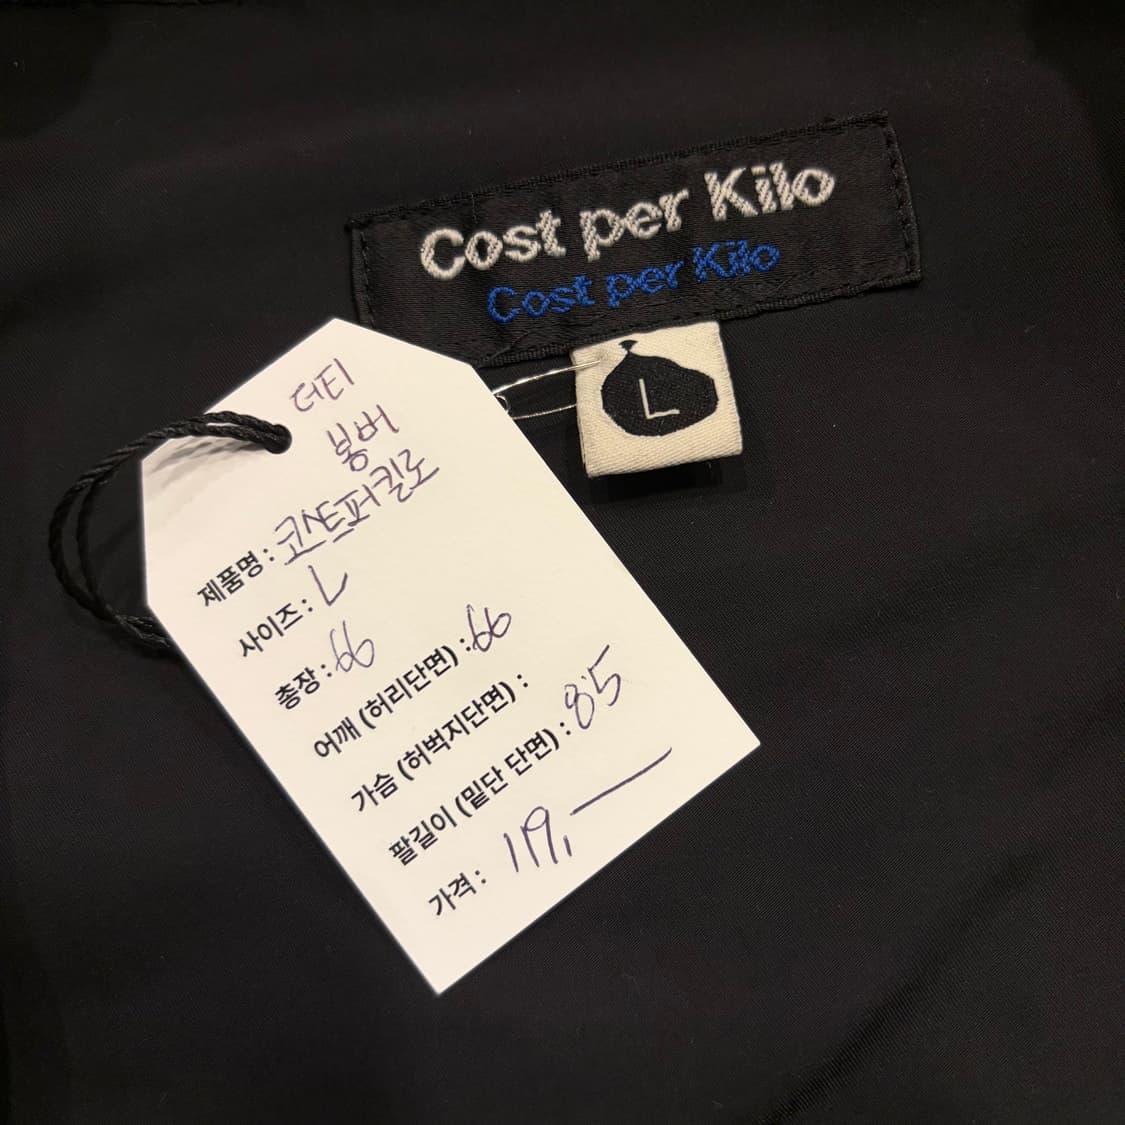 Cost per Kilo
Cost per Kilo
L
더티
봄버
제품명 : 코스트퍼킬로
사이즈 : L
총장 : 66
어깨 (허리단면) : 66
가슴 (허벅지단면) :
팔길이 (밑단 단면) : 85
가격 : 119,—